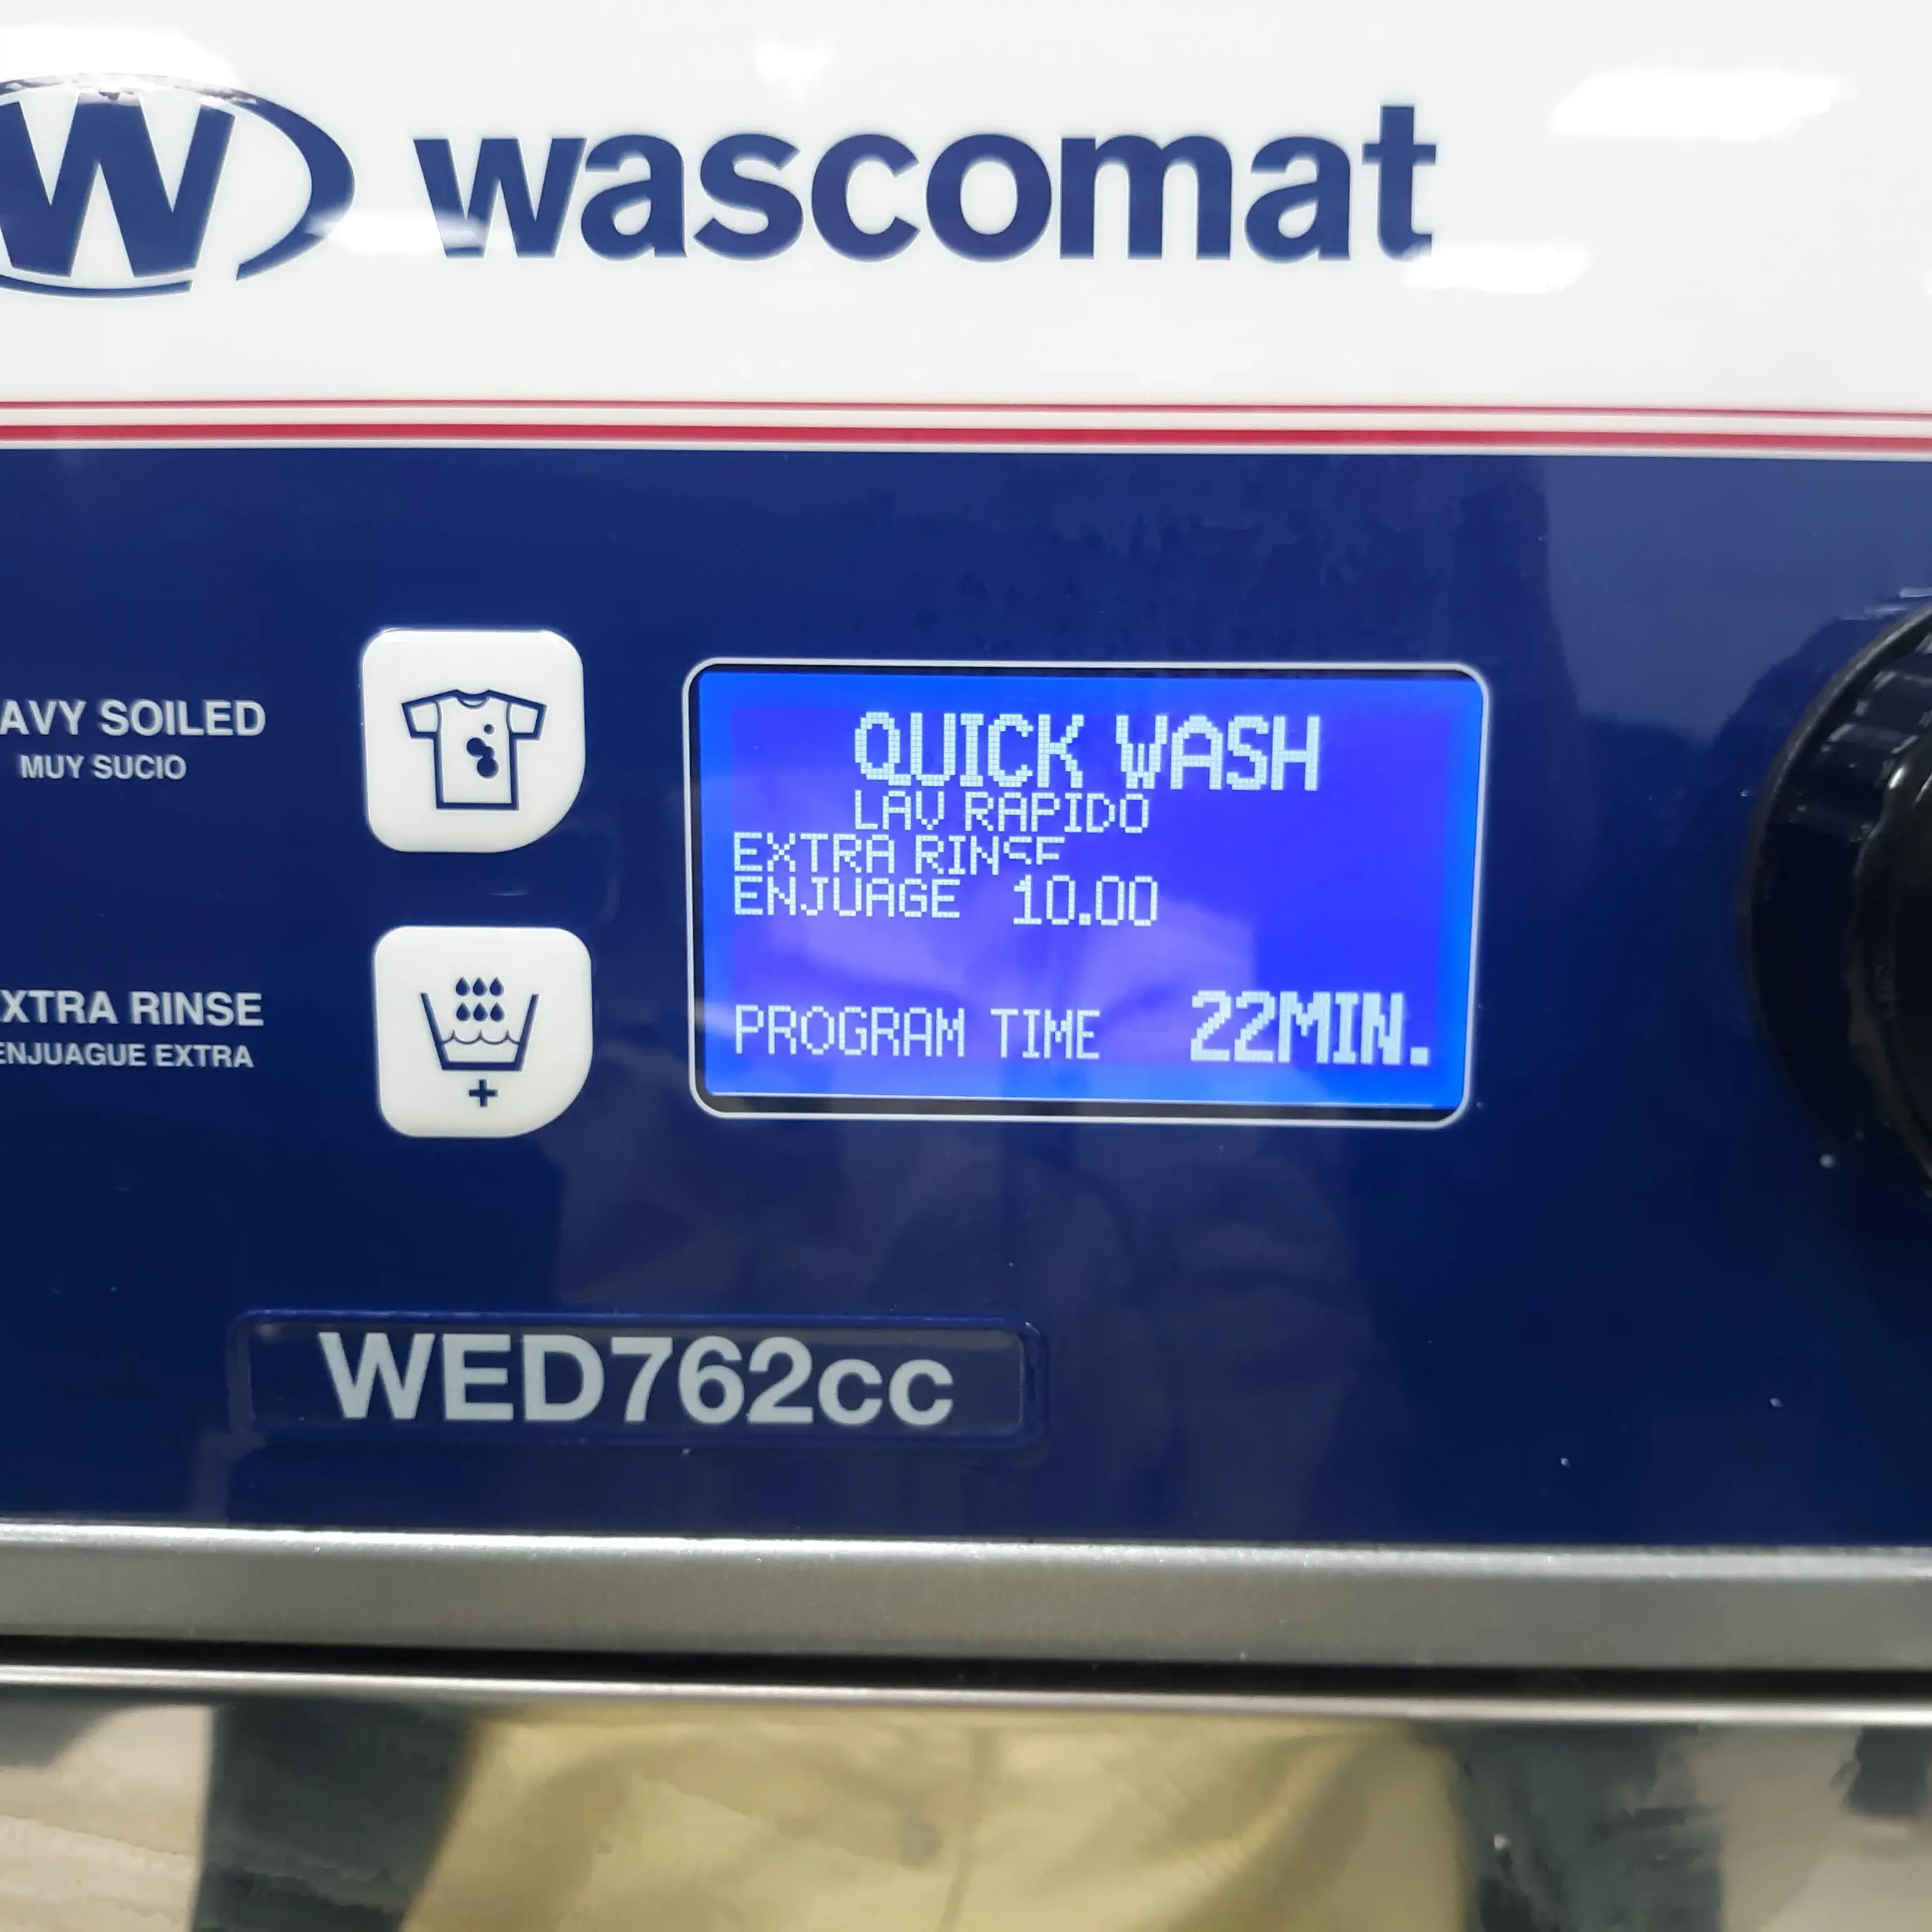 W wascomat
AVY SOILED
MUY SUCIO
QUICK WASH
LAV RAPIDO
EXTRA RINSE
ENJUAGE 10.00
XTRA RINSE
ENJUAGUE EXTRA
PROGRAM TIME 22MIN.
WED762cc